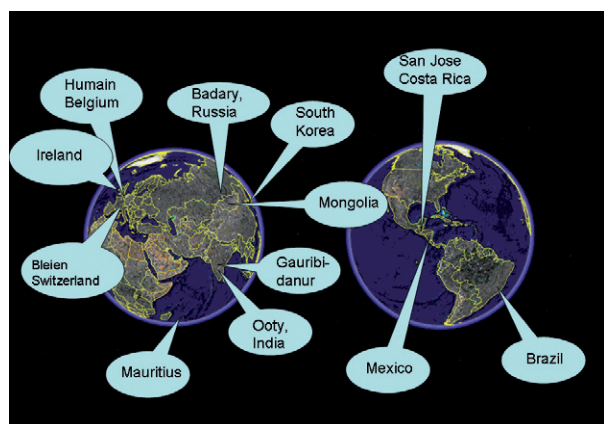 San Jose
Costa Rica
Humain
Belgium
Badary,
Russia
South
Korea
Ireland
Mongolia
Bleien
Switzerland
Gauribi-
danur
Ooty,
India
Mauritius
Mexico
Brazil